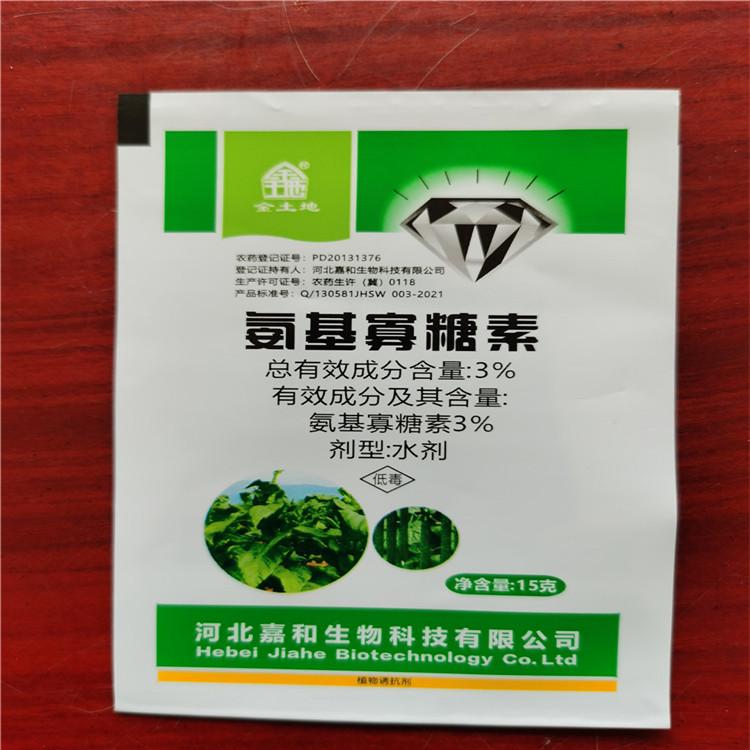 金土地
农药登记证号：PD20131376
登记证持有人：河北嘉和生物科技有限公司
生产许可证号：农药生许（冀）0118
产品标准号：Q/130581JHSW 003-2021
氨基寡糖素
总有效成分含量:3%
有效成分及其含量:
氨基寡糖素3%
剂型:水剂
低毒
净含量:15克
河北嘉和生物科技有限公司
Hebei Jiahe Biotechnology Co.Ltd
植物诱抗剂